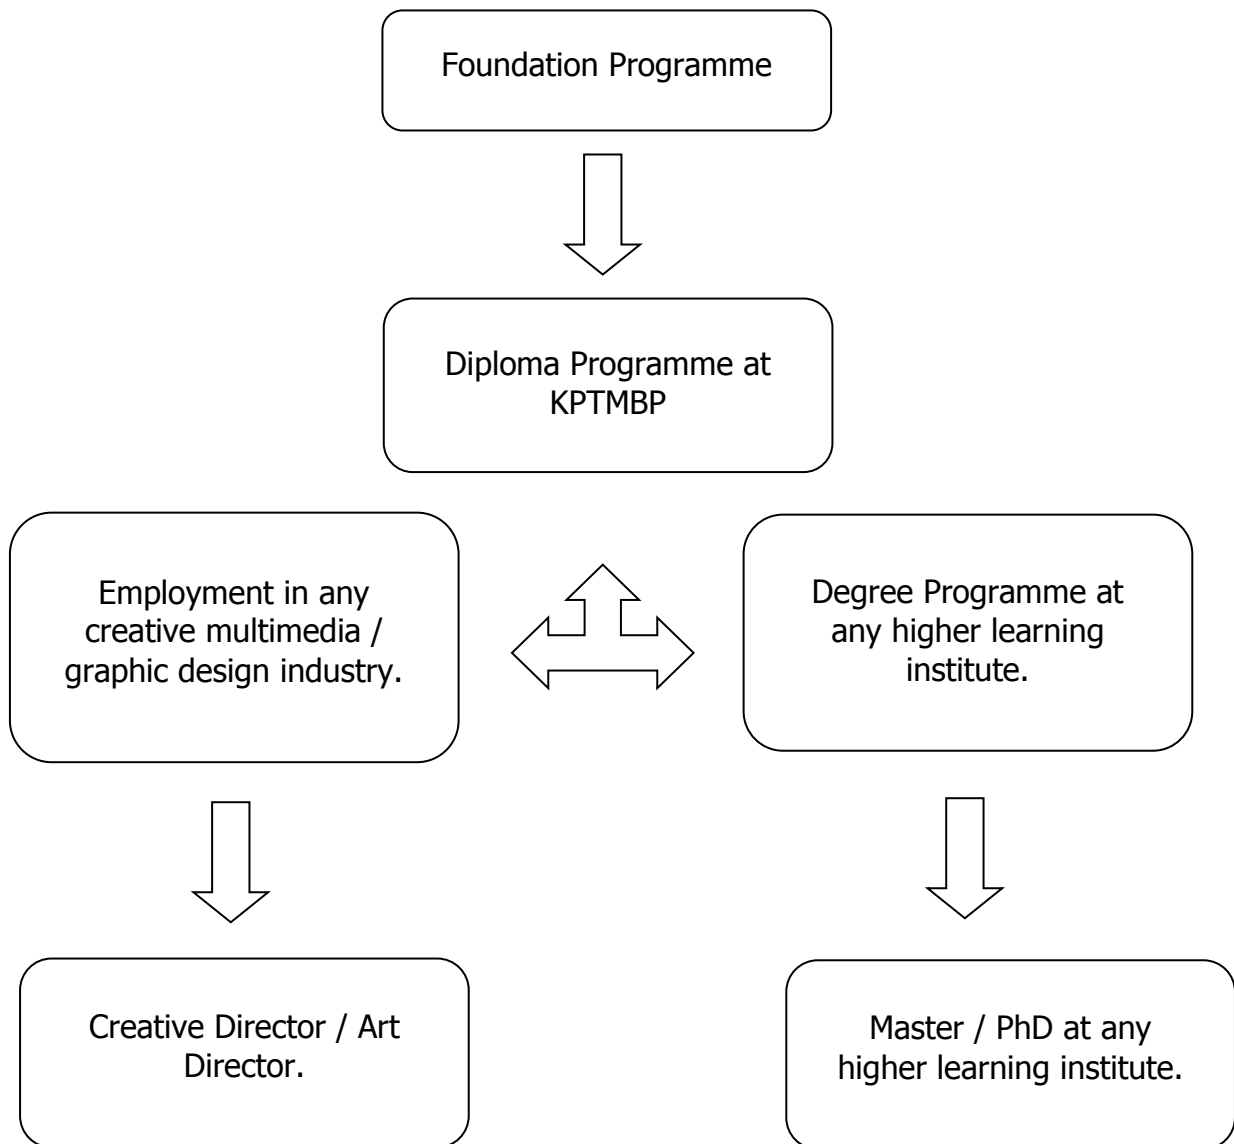 Foundation Programme
Diploma Programme at
KPTMBP
Employment in any
creative multimedia /
graphic design industry.
Degree Programme at
any higher learning
institute.
Creative Director / Art
Director.
Master / PhD at any
higher learning institute.